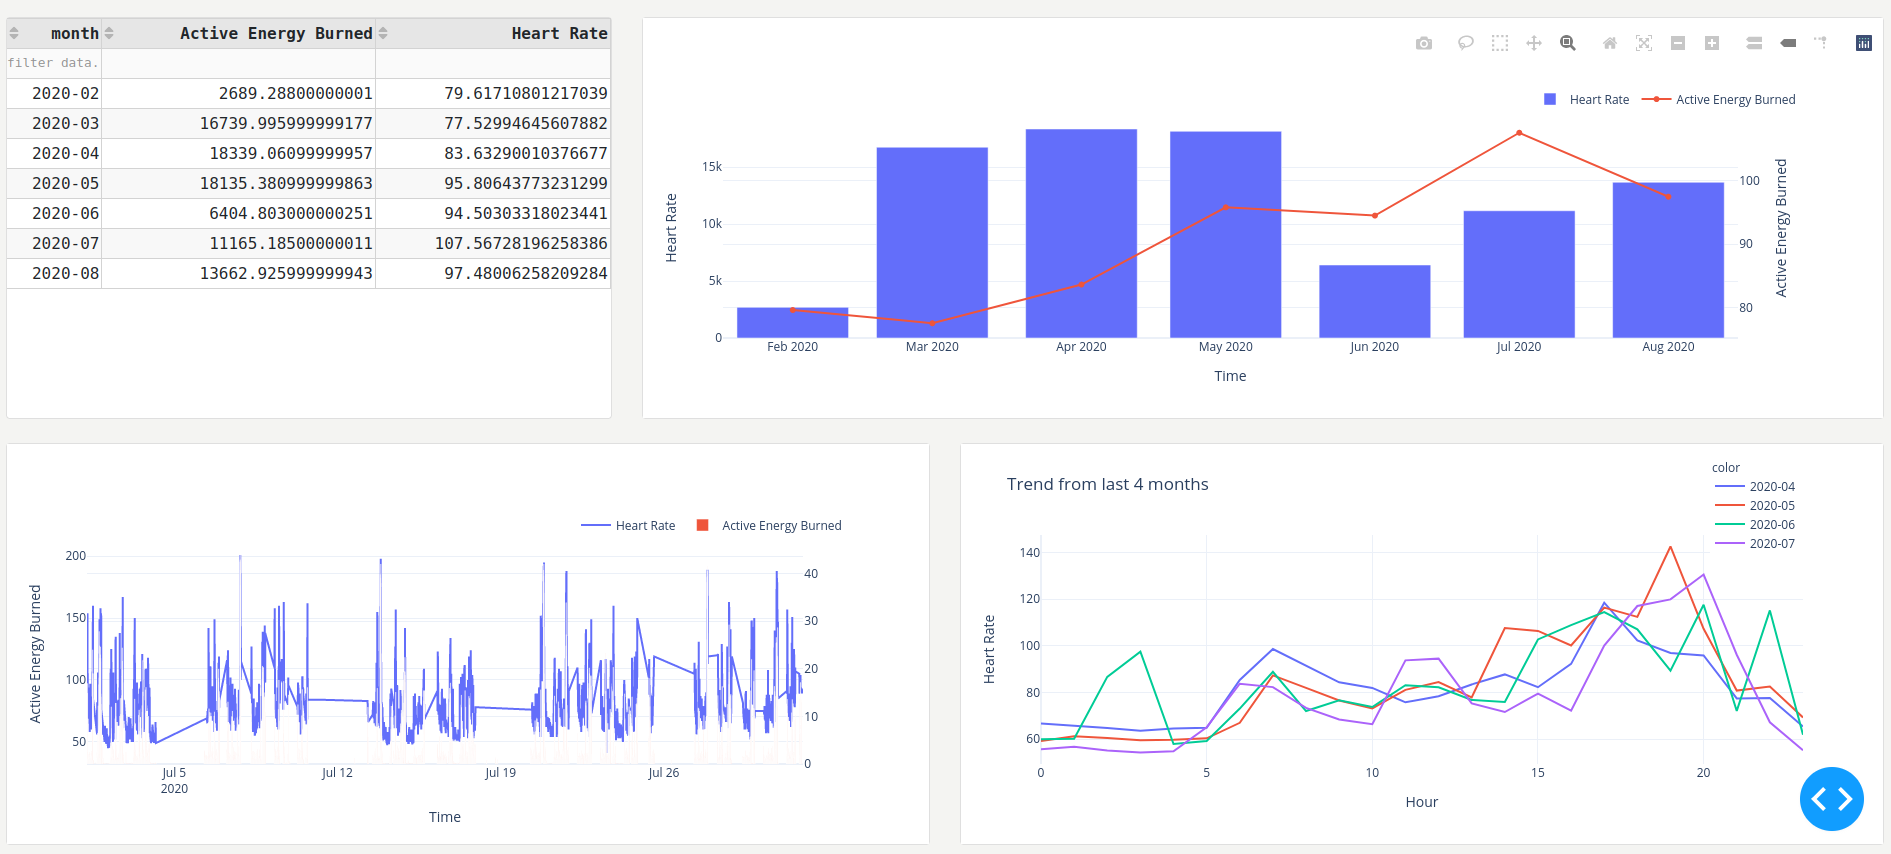 month Active Energy Burned Heart Rate
filter data.
2020-02 2689.28800000001 79.61710801217039
2020-03 16739.995999999177 77.52994645607882
2020-04 18339.06099999957 83.63290010376677
2020-05 18135.380999999863 95.80643773231299
2020-06 6404.803000000251 94.50303318023441
2020-07 11165.18500000011 107.56728196258386
2020-08 13662.925999999943 97.48006258209284
Heart Rate Active Energy Burned
15k
10k
5k
0
Heart Rate
100
90
80
Active Energy Burned
Feb 2020 Mar 2020 Apr 2020 May 2020 Jun 2020 Jul 2020 Aug 2020
Time
Heart Rate Active Energy Burned
200
150
100
50
Active Energy Burned
40
30
20
10
0
Jul 5 Jul 12 Jul 19 Jul 26
2020
Time
Trend from last 4 months
color
2020-04
2020-05
2020-06
2020-07
140
120
100
80
60
Heart Rate
0 5 10 15 20
Hour